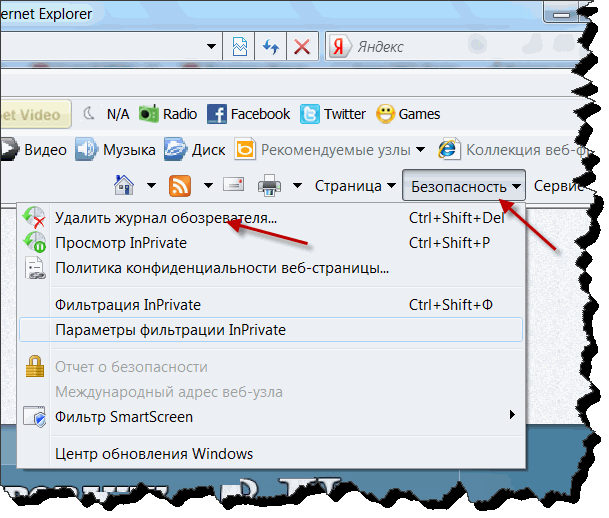 ternet Explorer
Яндекс
et Video N/A Radio Facebook Twitter Games
Видео Музыка Диск Рекомендуемые узлы Коллекция веб-ф
Страница Безопасность Сервис
Удалить журнал обозревателя... Ctrl+Shift+Del
Просмотр InPrivate Ctrl+Shift+P
Политика конфиденциальности веб-страницы...
Фильтрация InPrivate Ctrl+Shift+Ф
Параметры фильтрации InPrivate
Отчет о безопасности
Международный адрес веб-узла
Фильтр SmartScreen
Центр обновления Windows